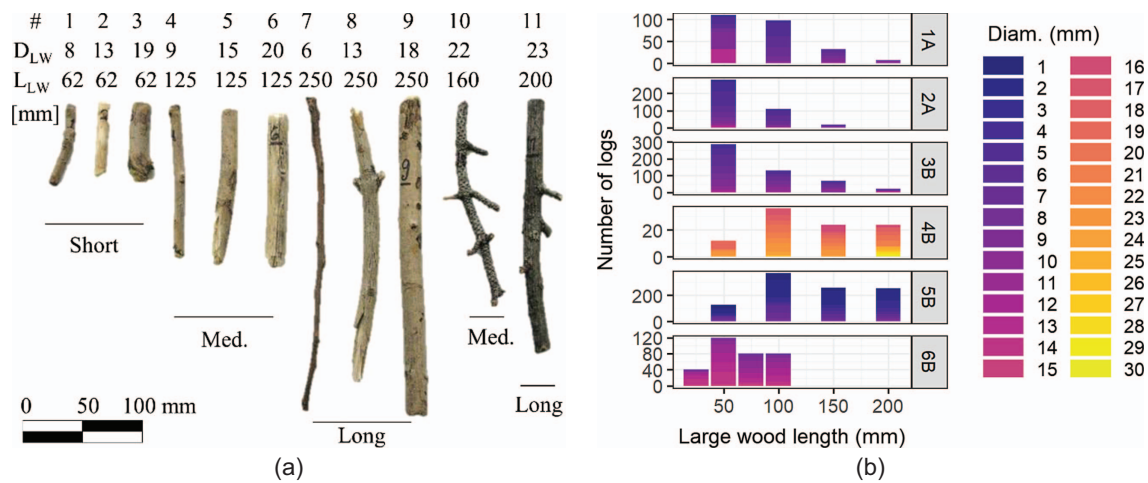 # 1 2 3 4 5 6 7 8 9 10 11
D_LW 8 13 19 9 15 20 6 13 18 22 23
L_LW 62 62 62 125 125 125 250 250 250 160 200
[mm]
6
9
Short
Med.
Med.
Long
Long
0 50 100 mm
(a)
Number of logs
100
50
0
1A
200
100
0
2A
300
200
100
0
3B
20
0
4B
200
0
5B
120
80
40
0
6B
50 100 150 200
Large wood length (mm)
Diam. (mm)
1 16
2 17
3 18
4 19
5 20
6 21
7 22
8 23
9 24
10 25
11 26
12 27
13 28
14 29
15 30
(b)